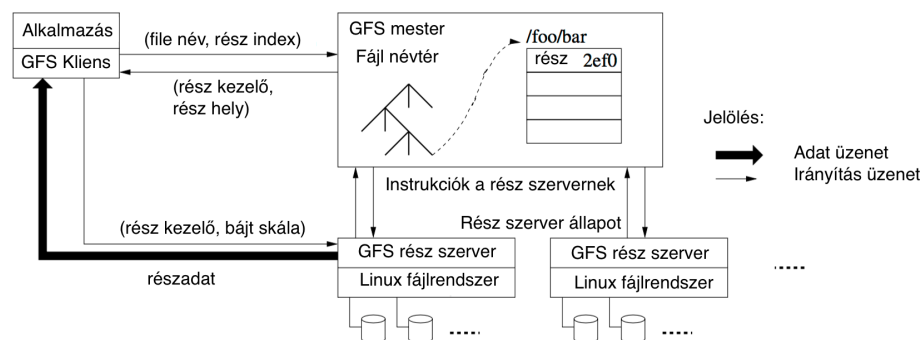 Alkalmazás
GFS Kliens
(file név, rész index)
(rész kezelő,
rész hely)
GFS mester
Fájl névtér
/foo/bar
rész 2ef0
Jelölés:
Adat üzenet
Irányítás üzenet
Instrukciók a rész szervernek
Rész szerver állapot
(rész kezelő, bájt skála)
részadat
GFS rész szerver
Linux fájlrendszer
GFS rész szerver
Linux fájlrendszer